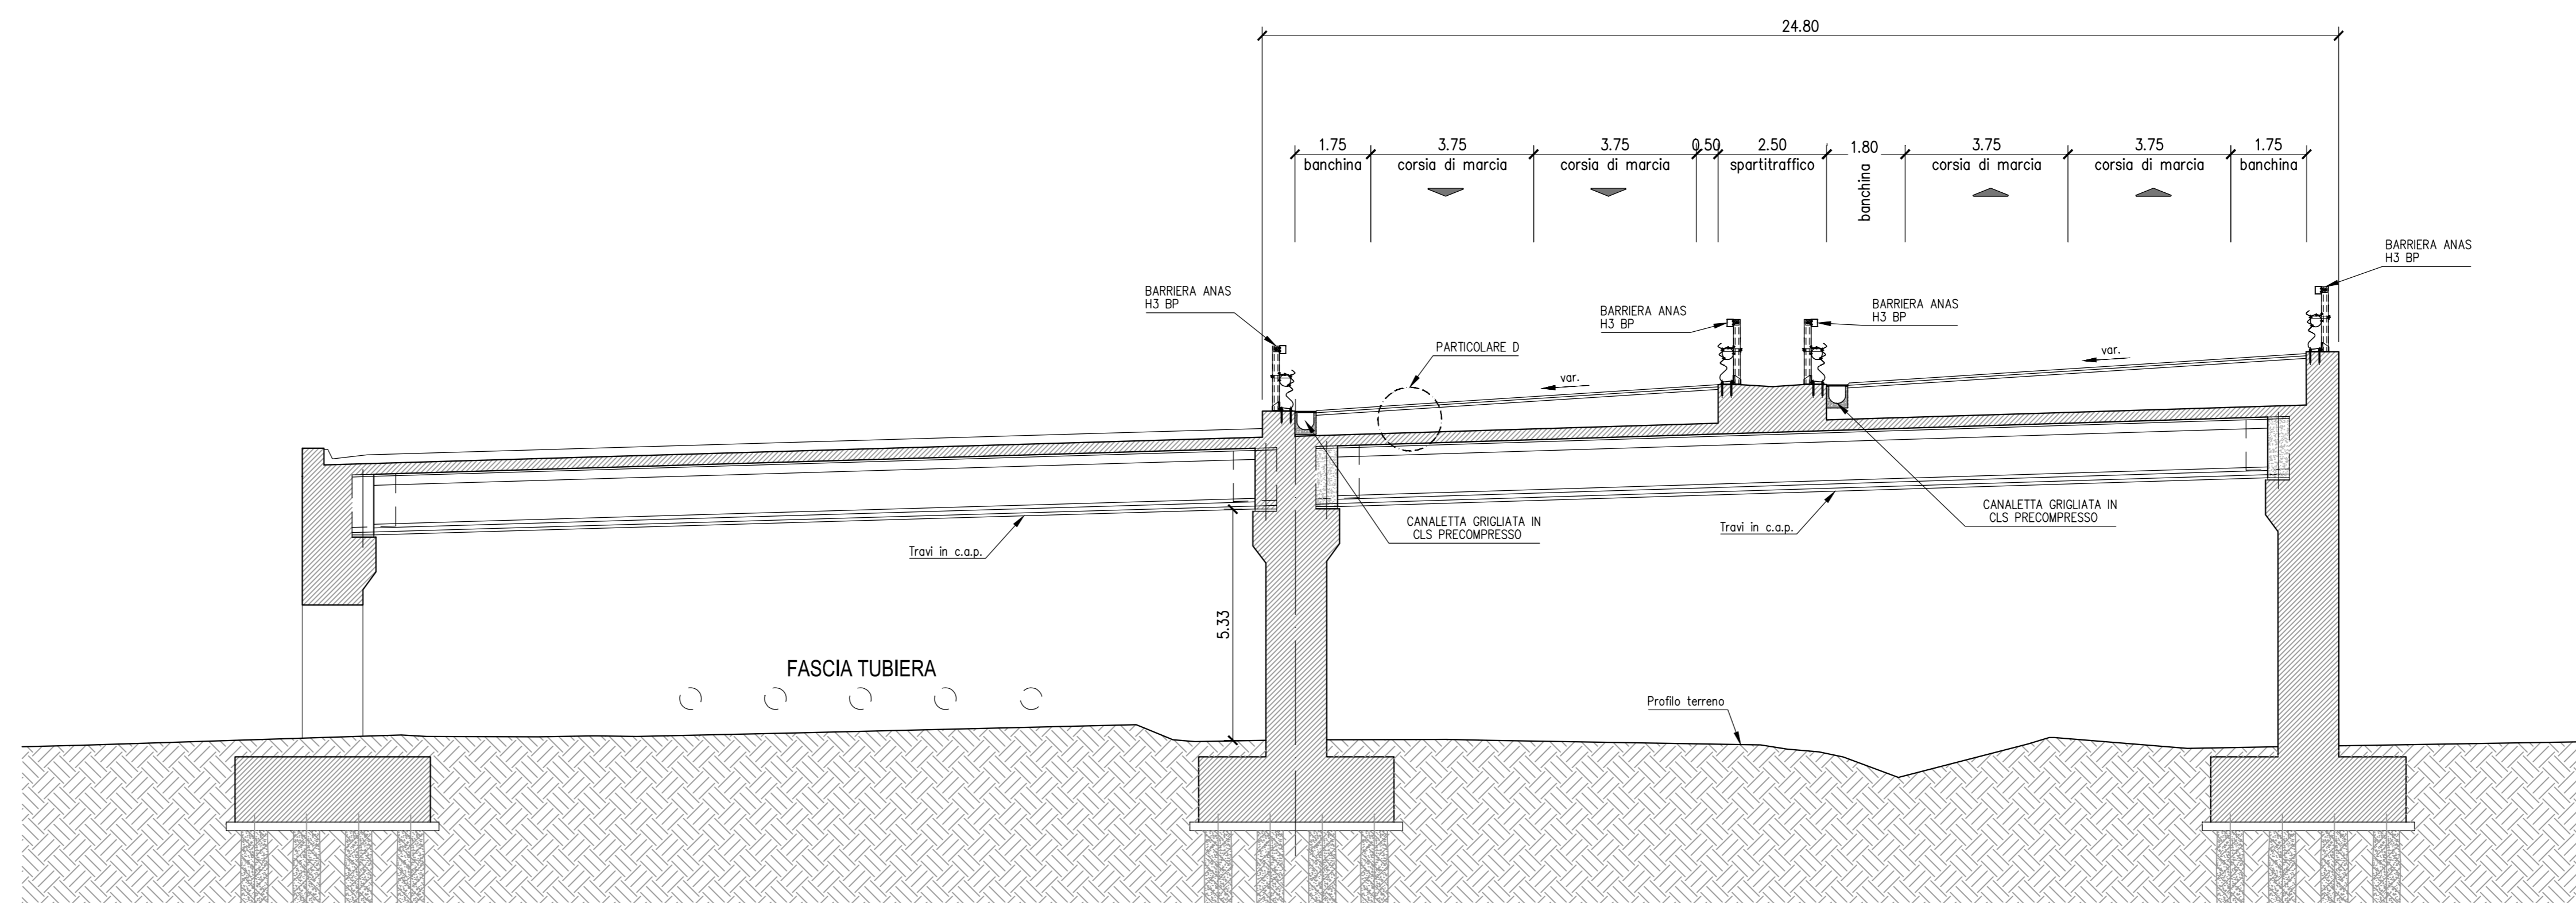 24.80
1.75 3.75 3.75 0.50 2.50 1.80 3.75 3.75 1.75
banchina corsia di marcia corsia di marcia spartitraffico banchina corsia di marcia corsia di marcia banchina
BARRIERA ANAS
H3 BP
BARRIERA ANAS
H3 BP
BARRIERA ANAS
H3 BP
BARRIERA ANAS
H3 BP
PARTICOLARE D
var.
var.
CANALETTA GRIGLIATA IN
CLS PRECOMPRESSO
CANALETTA GRIGLIATA IN
CLS PRECOMPRESSO
Travi in c.a.p.
Travi in c.a.p.
5.33
FASCIA TUBIERA
Profilo terreno